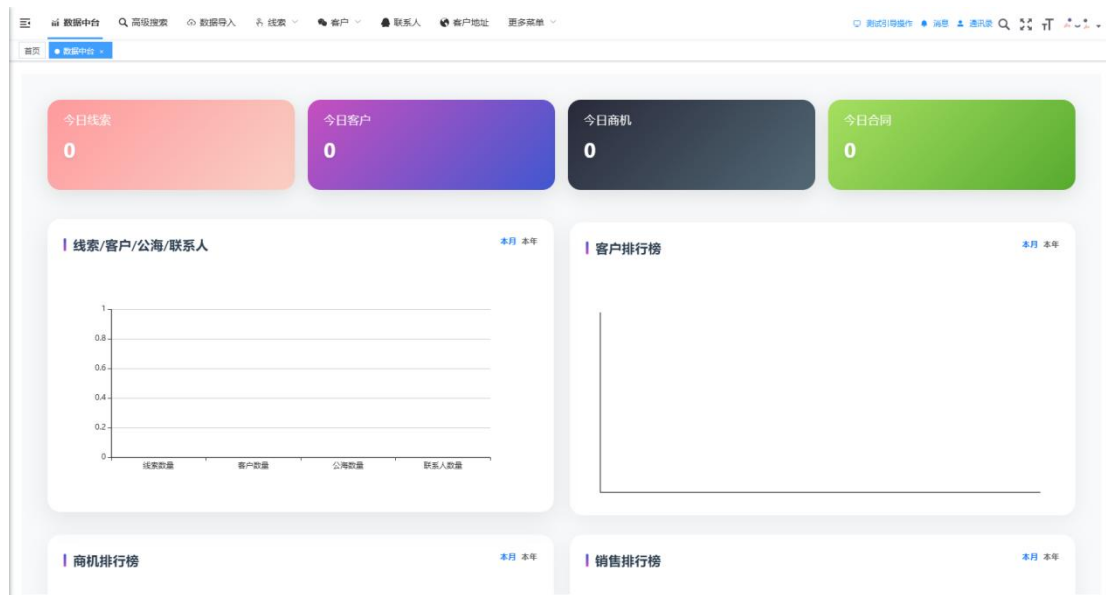 数据中台 高级搜索 数据导入 线索 客户 联系人 客户地址 更多菜单 测试引导操作 消息 通讯录
首页 数据中台 ×
今日线索 今日客户 今日商机 今日合同
0 0 0 0
线索/客户/公海/联系人 本月 本年
客户排行榜 本月 本年
1
0.8
0.6
0.4
0.2
0
线索数量 客户数量 公海数量 联系人数量
商机排行榜 本月 本年
销售排行榜 本月 本年